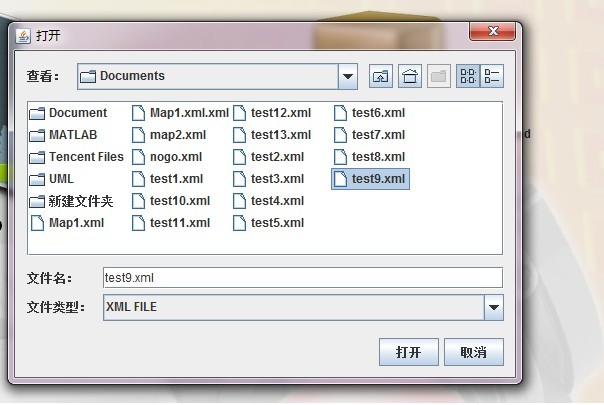 打开
查看： Documents
Document Map1.xml.xml test12.xml test6.xml
MATLAB map2.xml test13.xml test7.xml
Tencent Files nogo.xml test2.xml test8.xml
UML test1.xml test3.xml test9.xml
新建文件夹 test10.xml test4.xml
Map1.xml test11.xml test5.xml
文件名： test9.xml
文件类型： XML FILE
打开 取消